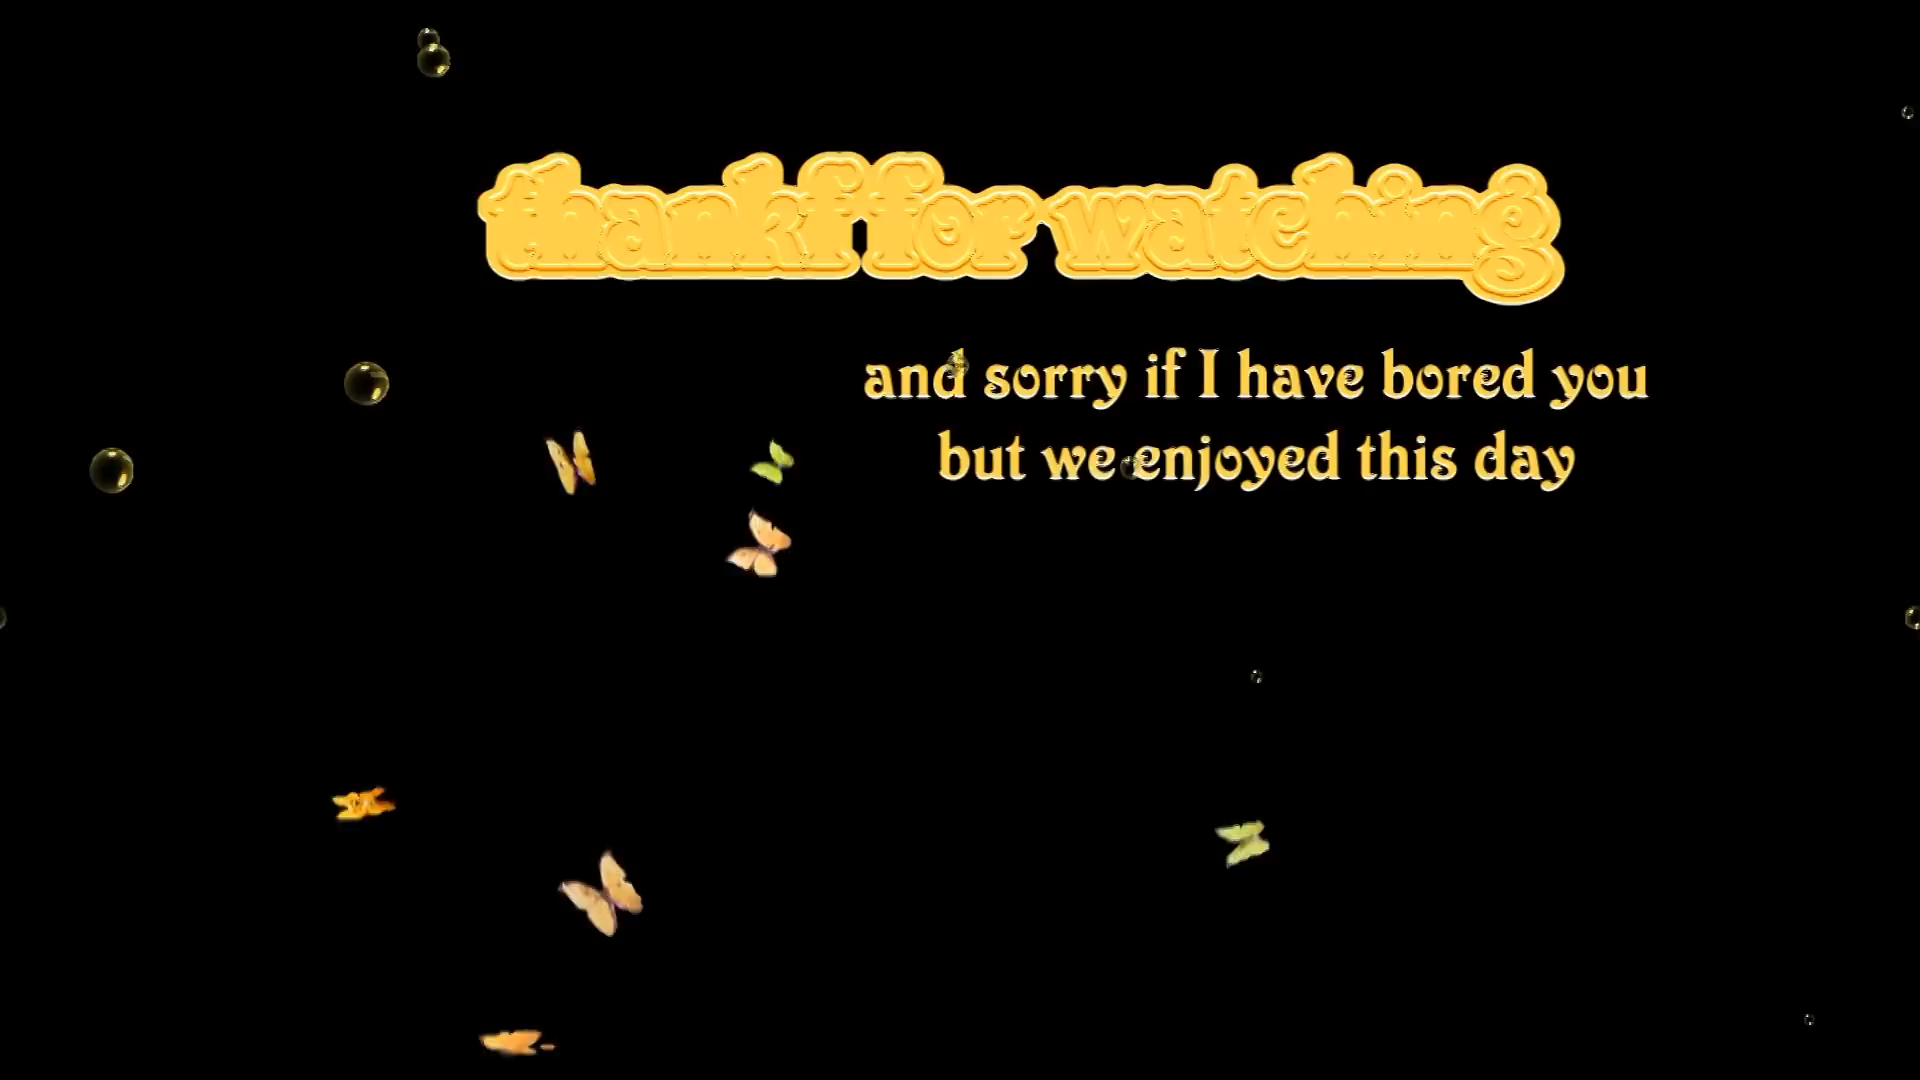 thankf for watching
and sorry if I have bored you
but we enjoyed this day